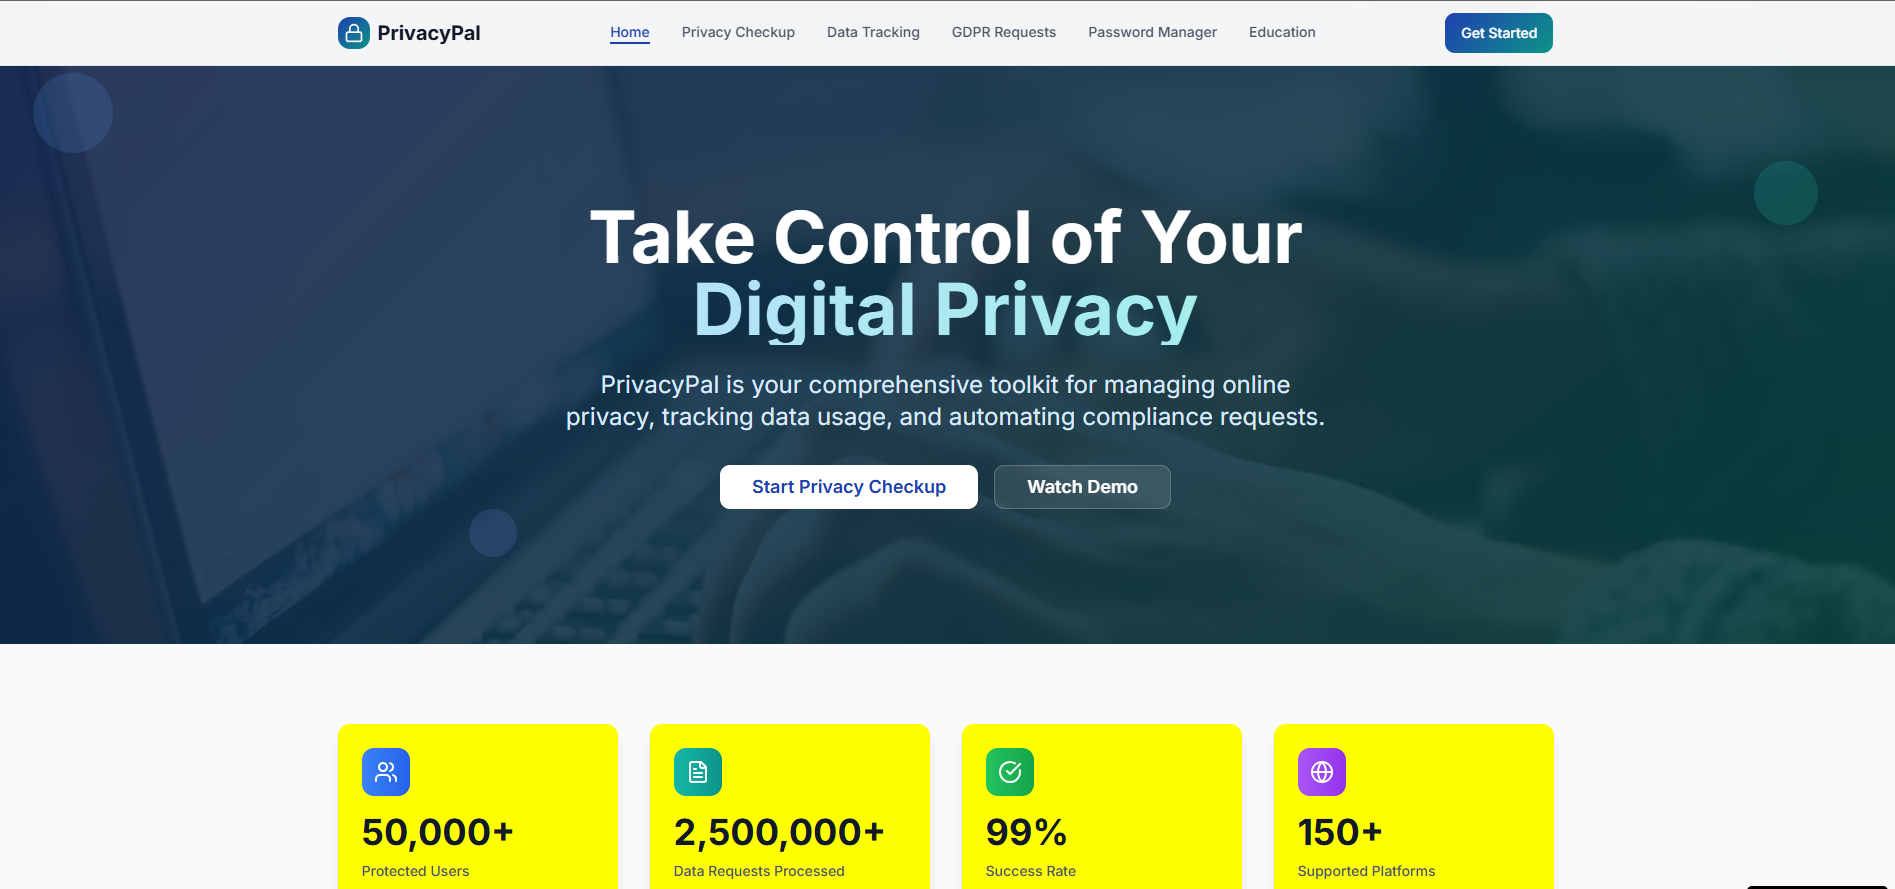 PrivacyPal
Home
Privacy Checkup
Data Tracking
GDPR Requests
Password Manager
Education
Get Started
Take Control of Your
Digital Privacy
PrivacyPal is your comprehensive toolkit for managing online
privacy, tracking data usage, and automating compliance requests.
Start Privacy Checkup
Watch Demo
50,000+
Protected Users
2,500,000+
Data Requests Processed
99%
Success Rate
150+
Supported Platforms